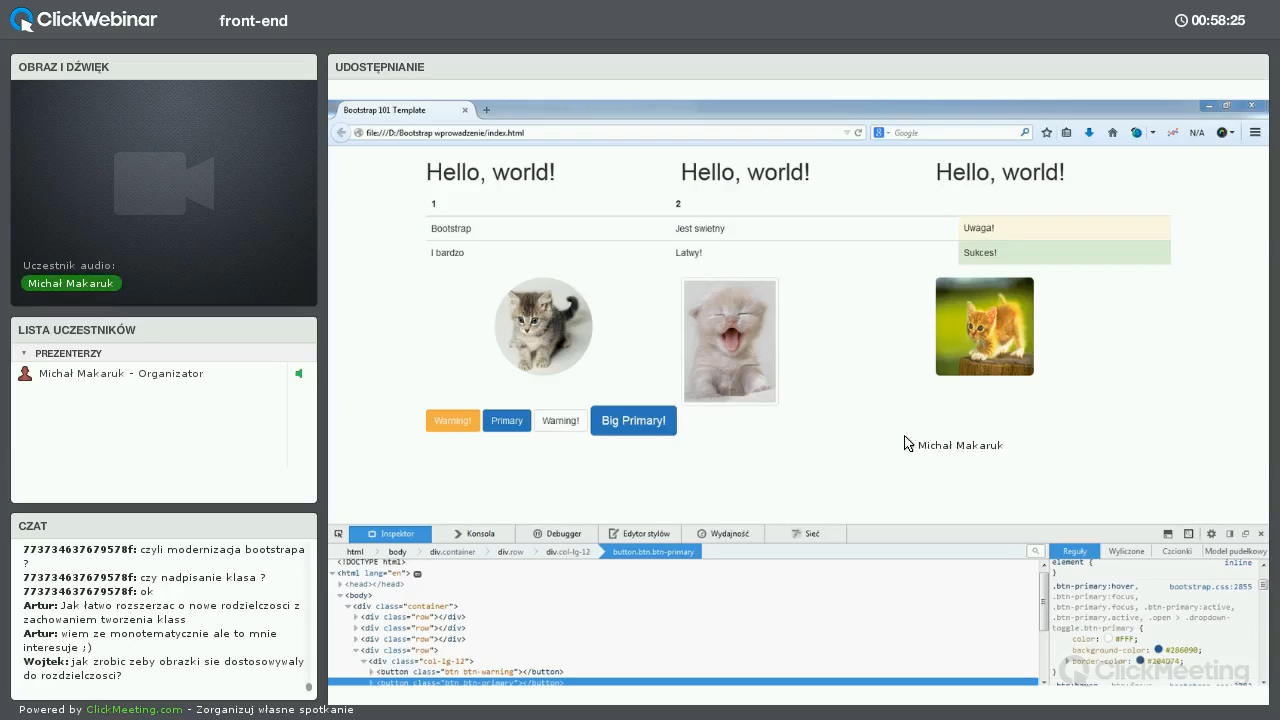 ClickWebinar
front-end
00:58:25
OBRAZ I DŹWIĘK
Uczestnik audio:
Michał Makaruk
LISTA UCZESTNIKÓW
PREZENTERZY
Michał Makaruk - Organizator
CZAT
773734637679578f: czyli modernizacja bootstrapa
?
773734637679578f: czy nadpisanie klasa ?
773734637679578f: ok
Artur: Jak łatwo rozszerzac o nowe rodzielczosci z
zachowaniem tworzenia klass
Artur: wiem ze monotematycznie ale to mnie
interesuje ;)
Wojtek: jak zrobic zeby obrazki sie dostosowywaly
do rozdzielczosci?
UDOSTĘPNIANIE
Bootstrap 101 Template
file:///D:/Bootstrap wprowadzenie/index.html
Google
N/A
Hello, world! Hello, world! Hello, world!
1 2
Bootstrap Jest swietny Uwaga!
I bardzo Latwy! Sukces!
Warning! Primary Warning! Big Primary!
Michał Makaruk
Inspektor Konsola Debugger Edytor stylów Wydajność Sieć
html body div.container div.row div.col-lg-12 button.btn.btn-primary
Reguły Wyliczone Czcionki Model pudełkowy
<!DOCTYPE html>
<html lang="en">
<head></head>
<body>
<div class="container">
<div class="row"></div>
<div class="row"></div>
<div class="row"></div>
<div class="row">
<div class="col-lg-12">
<button class="btn btn-warning"></button>
<button class="btn btn-primary"></button>
element { inline
}
.btn-primary:hover, bootstrap.css:2855
.btn-primary:focus,
.btn-primary.focus, .btn-primary:active,
.btn-primary.active, .open > .dropdown-
toggle.btn-primary {
color: #FFF;
background-color: #286090;
border-color: #204D74;
ClickMeeting
Powered by ClickMeeting.com - Zorganizuj własne spotkanie